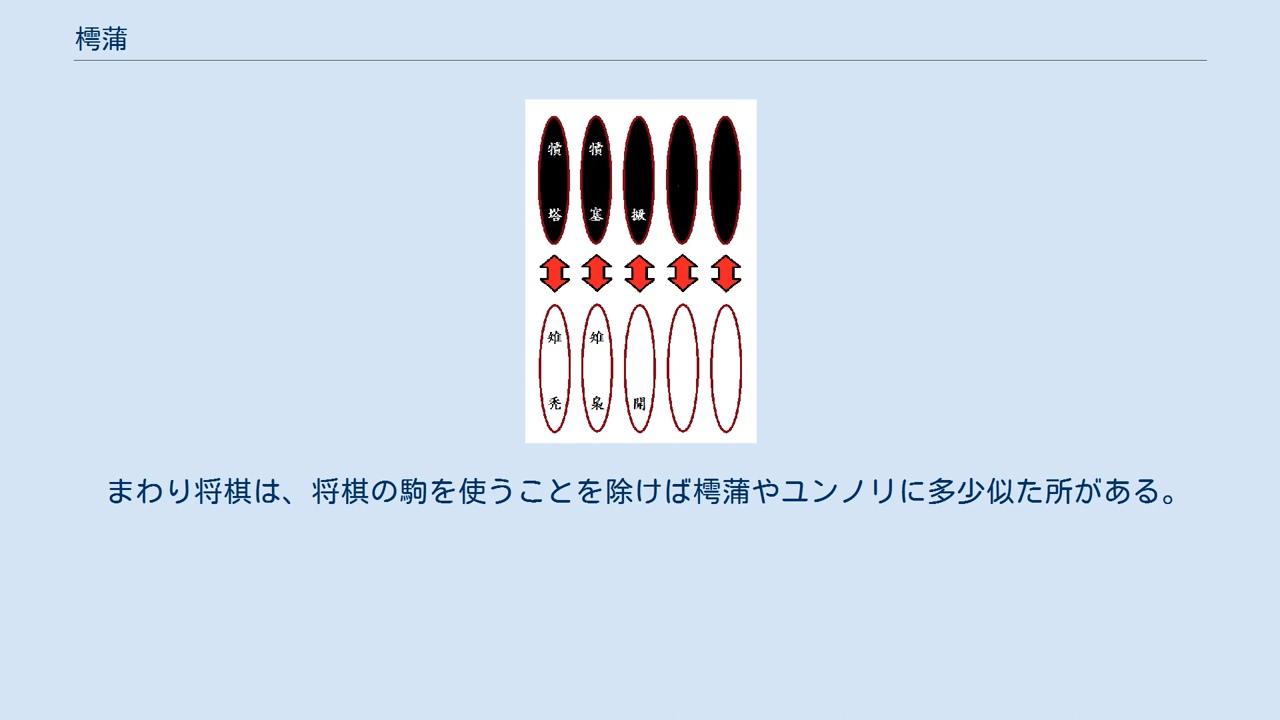 樗蒲
犢 犢
塔 塞 撅
雉 雉
禿 梟 開
まわり将棋は、将棋の駒を使うことを除けば樗蒲やユンノリに多少似た所がある。